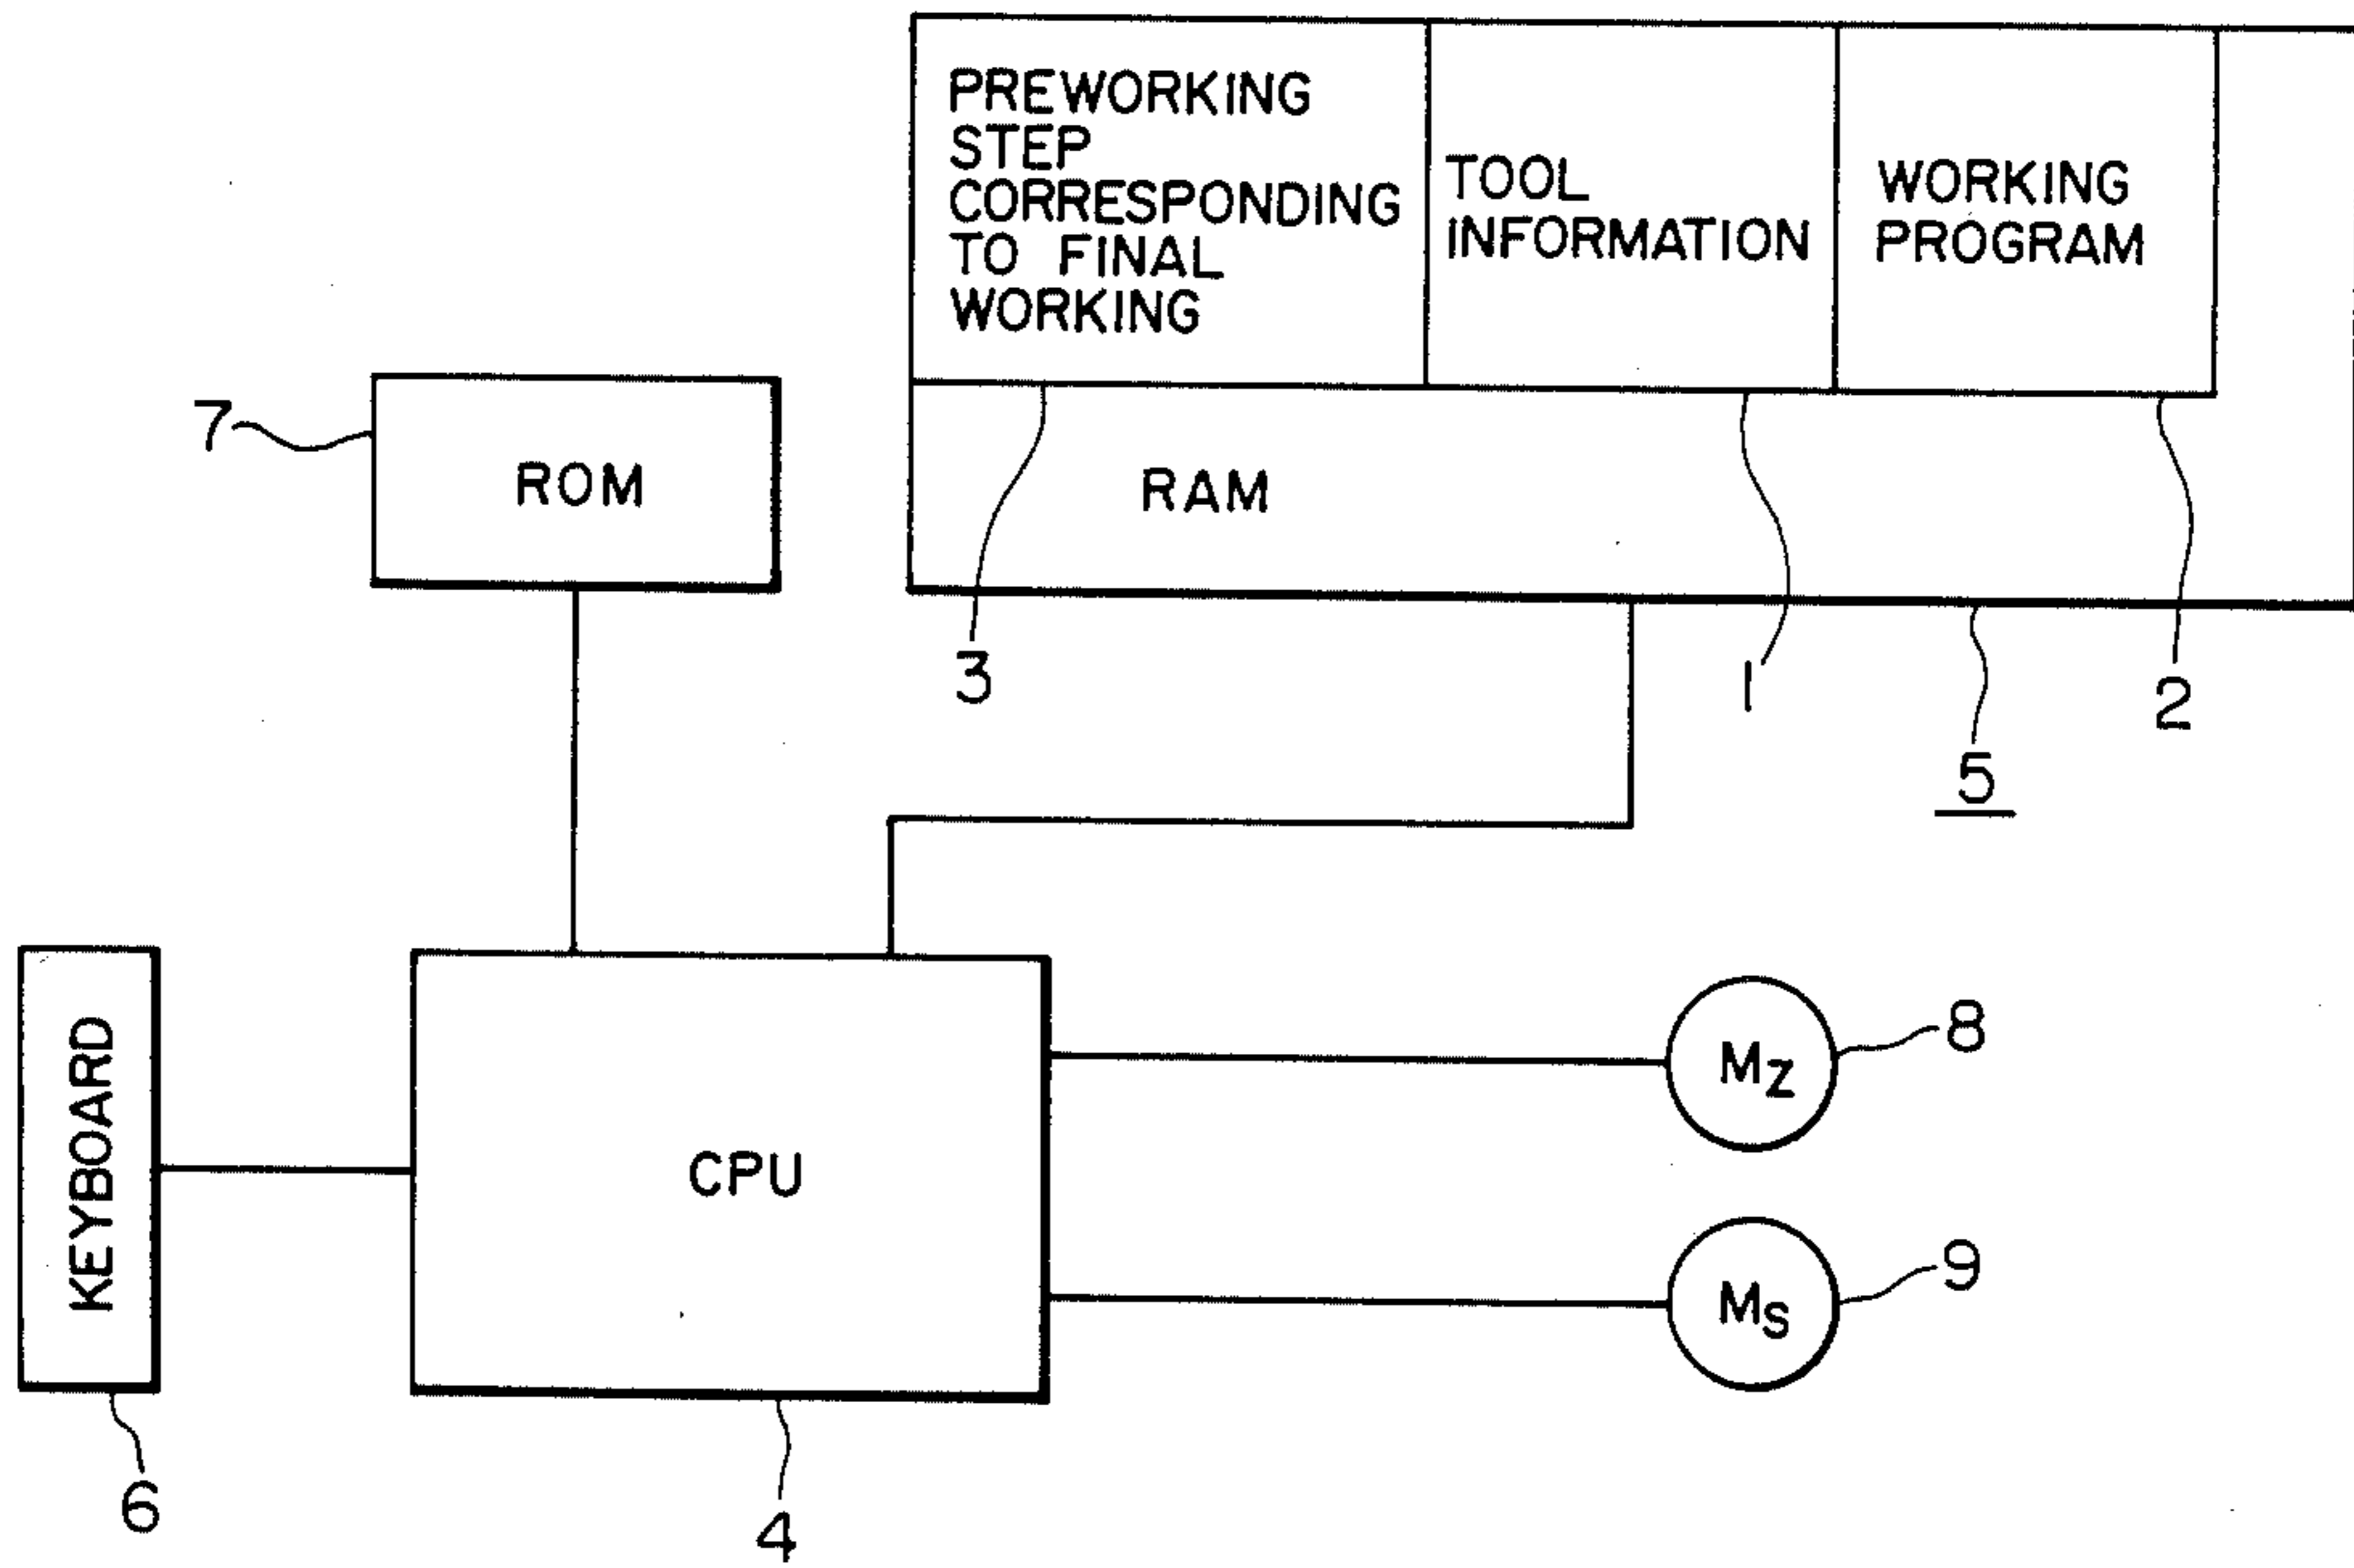 PREWORKING
STEP
CORRESPONDING
TO FINAL
WORKING
TOOL
INFORMATION
WORKING
PROGRAM
7
ROM
RAM
3
1
2
5
KEYBOARD
CPU
MZ
8
MS
9
6
4